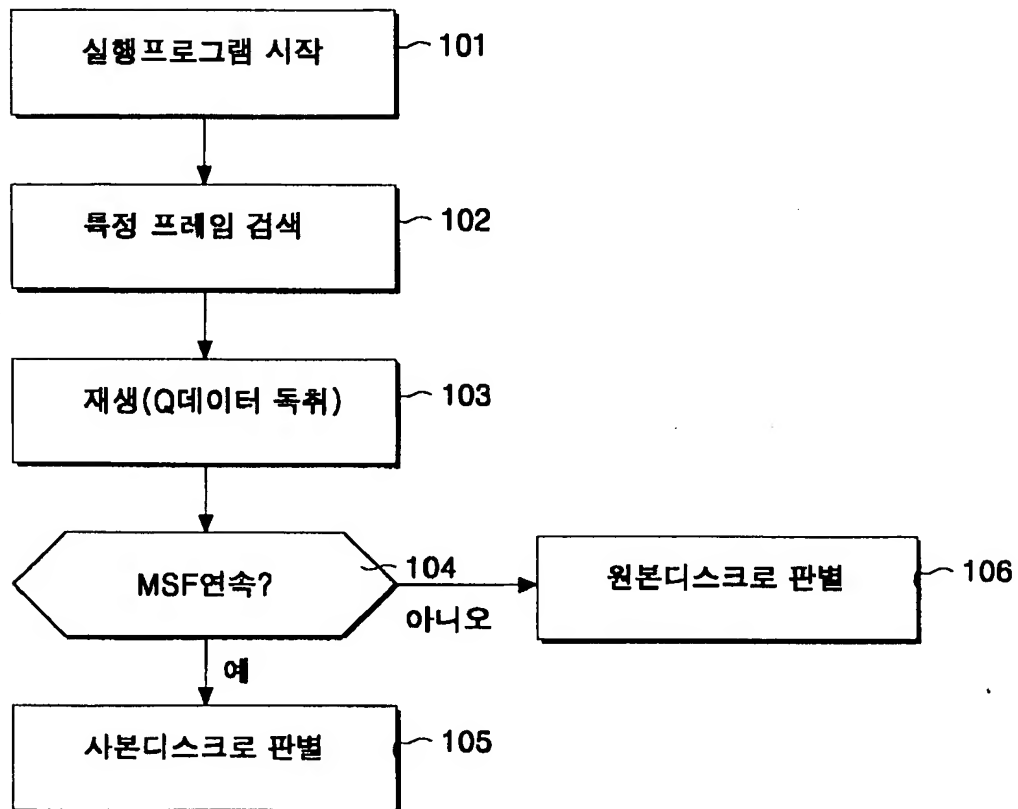 실행프로그램 시작
101
특정 프레임 검색
102
재생(Q데이터 독취)
103
MSF연속?
104
아니오
원본디스크로 판별
106
예
사본디스크로 판별
105